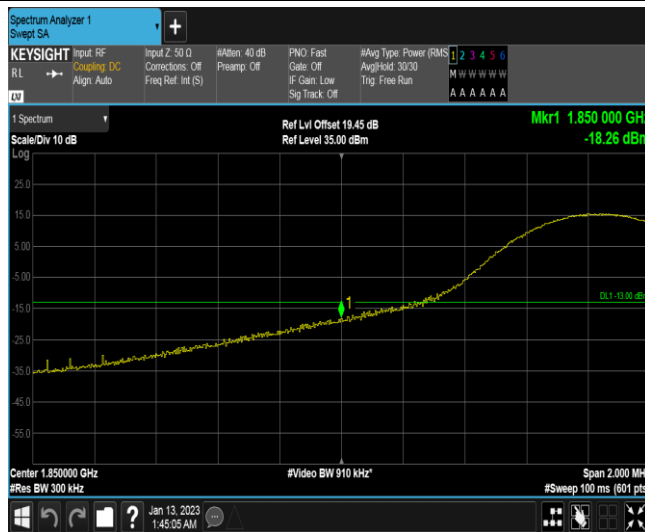 Spectrum Analyzer 1
Swept SA
+
KEYSIGHT
RL
LXI
Input: RF
Coupling: DC
Align: Auto
Input Z: 50 Ω
Corrections: Off
Freq Ref: Int (S)
#Atten: 40 dB
Preamp: Off
PNO: Fast
Gate: Off
IF Gain: Low
Sig Track: Off
#Avg Type: Power (RMS
Avg|Hold: 30/30
Trig: Free Run
1 2 3 4 5 6
M W W W W W
A A A A A A
1 Spectrum
Scale/Div 10 dB
Log
Ref Lvl Offset 19.45 dB
Ref Level 35.00 dBm
Mkr1 1.850 000 GH
-18.26 dBm
25.0
15.0
5.00
-5.00
-15.0
-25.0
-35.0
-45.0
-55.0
1
DL1 -13.00 dB
Center 1.850000 GHz
#Res BW 300 kHz
#Video BW 910 kHz*
Span 2.000 MH
#Sweep 100 ms (601 pts
?
Jan 13, 2023
1:45:05 AM